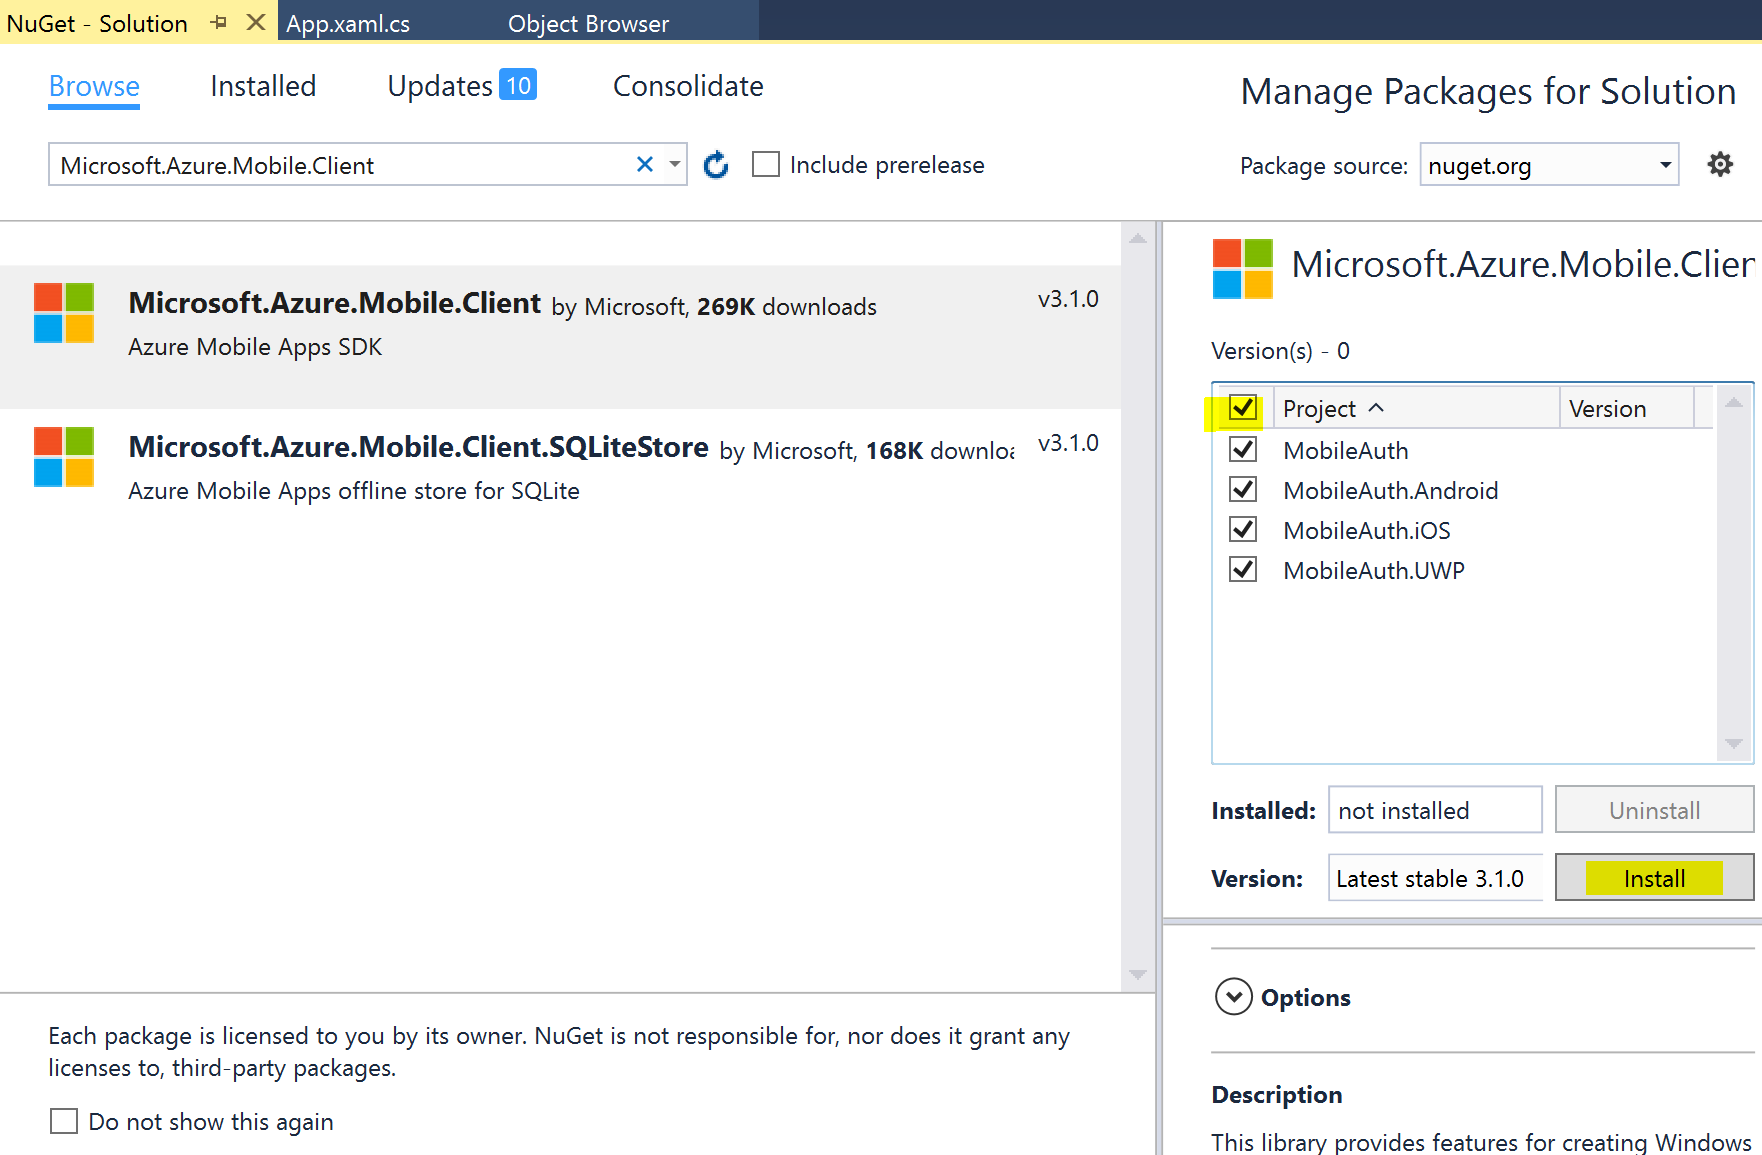 NuGet - Solution
App.xaml.cs
Object Browser
Browse
Installed
Updates 10
Consolidate
Manage Packages for Solution
Microsoft.Azure.Mobile.Client
Include prerelease
Package source: nuget.org
Microsoft.Azure.Mobile.Client by Microsoft, 269K downloads v3.1.0
Azure Mobile Apps SDK
Microsoft.Azure.Mobile.Client.SQLiteStore by Microsoft, 168K downloa v3.1.0
Azure Mobile Apps offline store for SQLite
Each package is licensed to you by its owner. NuGet is not responsible for, nor does it grant any
licenses to, third-party packages.
Do not show this again
Microsoft.Azure.Mobile.Clien
Version(s) - 0
Project Version
MobileAuth
MobileAuth.Android
MobileAuth.iOS
MobileAuth.UWP
Installed: not installed Uninstall
Version: Latest stable 3.1.0 Install
Options
Description
This library provides features for creating Windows